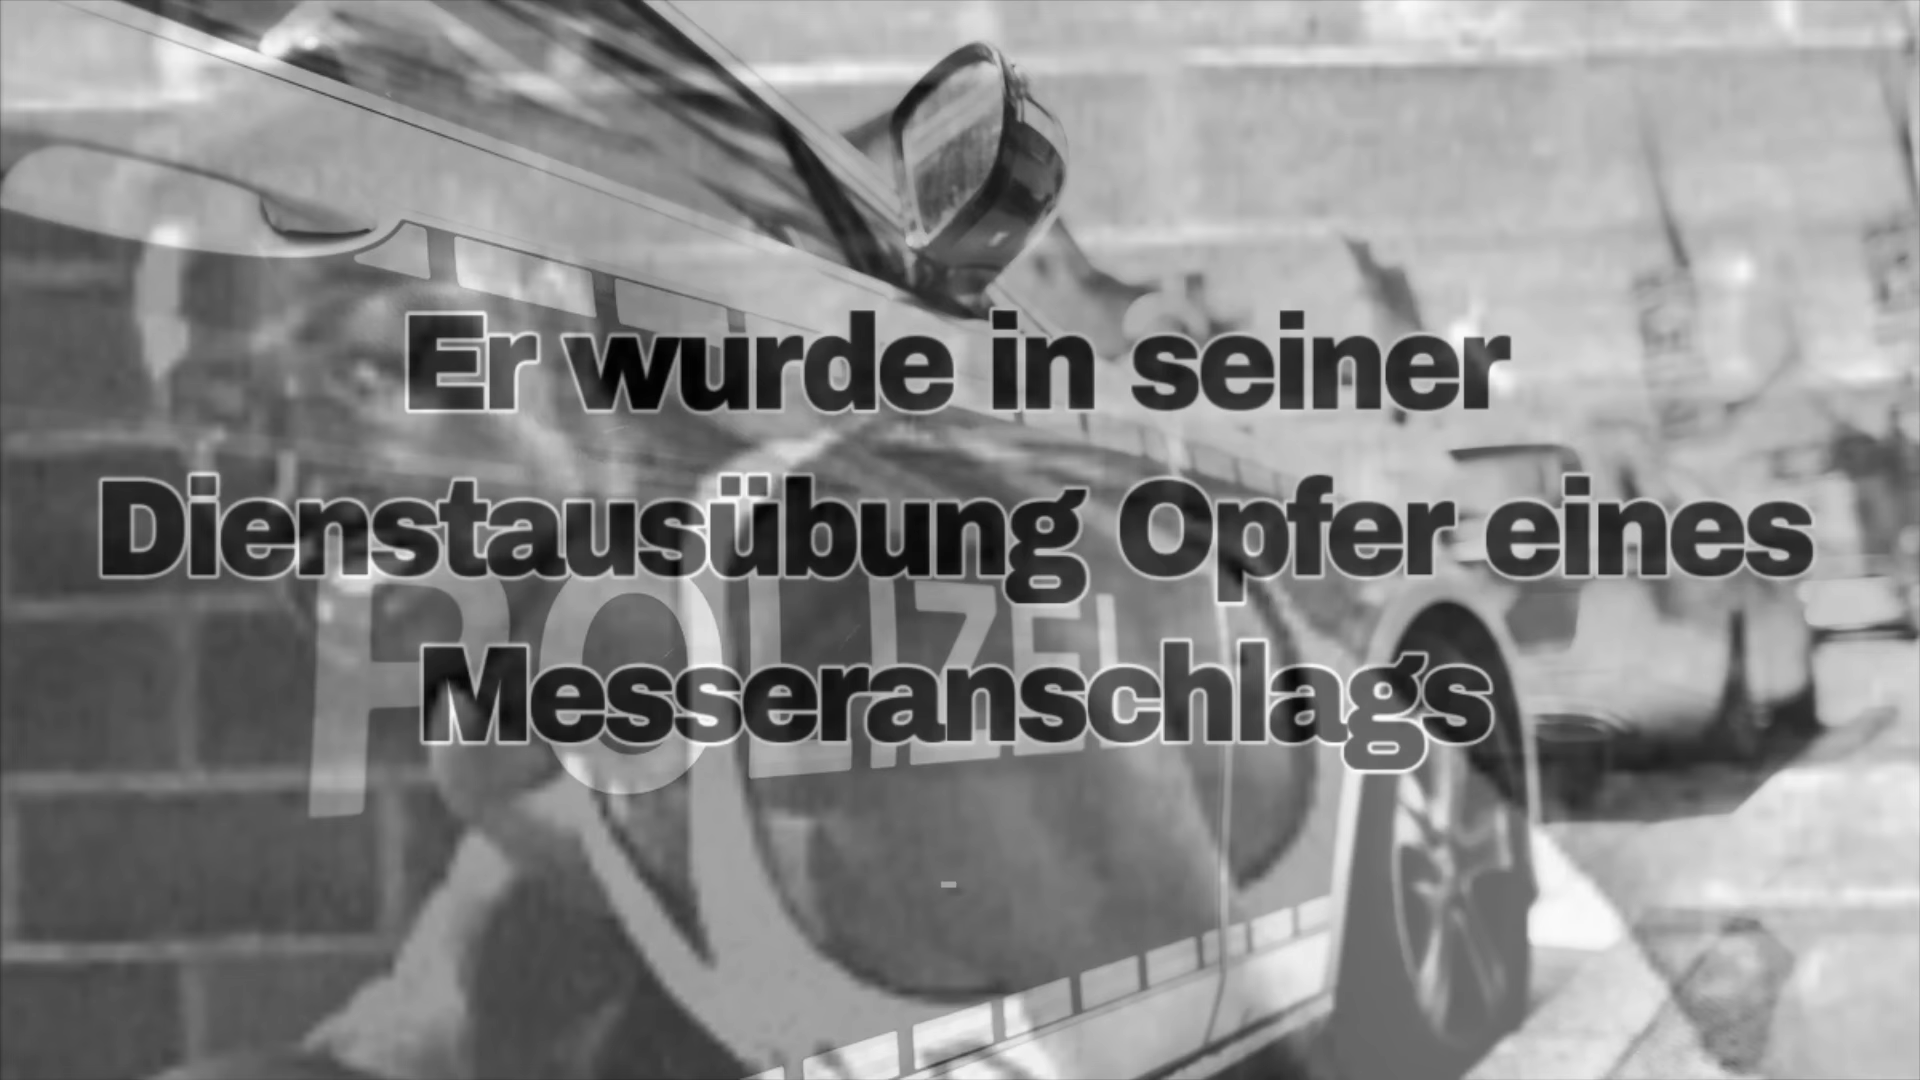 Er wurde in seiner
Dienstausübung Opfer eines
Messeranschlags
POLIZEI